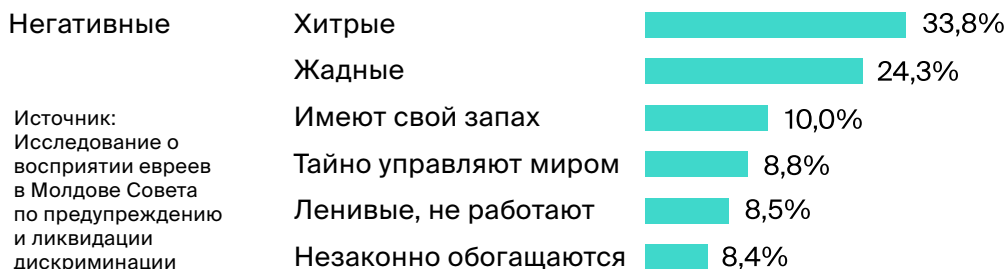 Негативные
Хитрые 33,8%
Жадные 24,3%
Имеют свой запах 10,0%
Тайно управляют миром 8,8%
Ленивые, не работают 8,5%
Незаконно обогащаются 8,4%
Источник:
Исследование о
восприятии евреев
в Молдове Совета
по предупреждению
и ликвидации
дискриминации